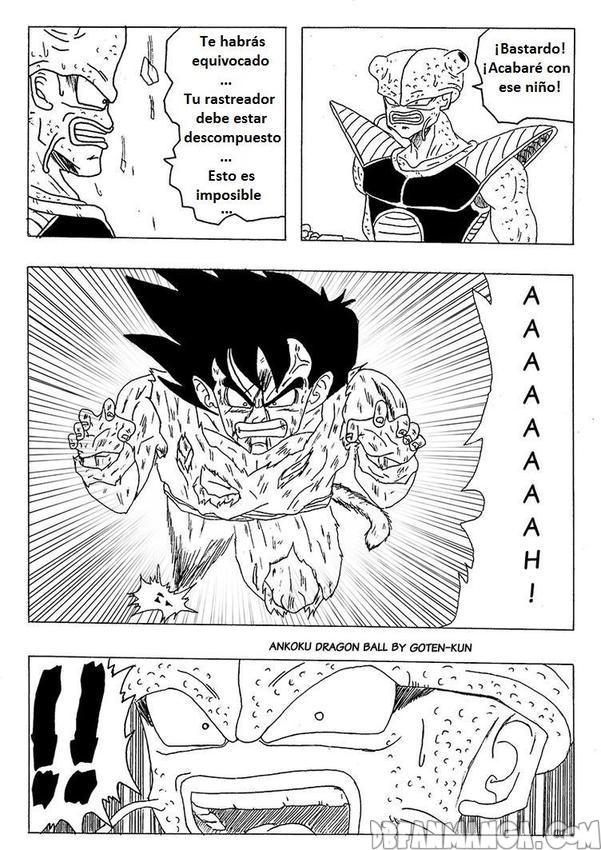 Te habrás
equivocado
...
Tu rastreador
debe estar
descompuesto
...
Esto es
imposible
...
¡Bastardo!
¡Acabaré con
ese niño!
AAAAAAAAH!
ANKOKU DRAGON BALL BY GOTEN-KUN
!!
DBFANMANGA.COM